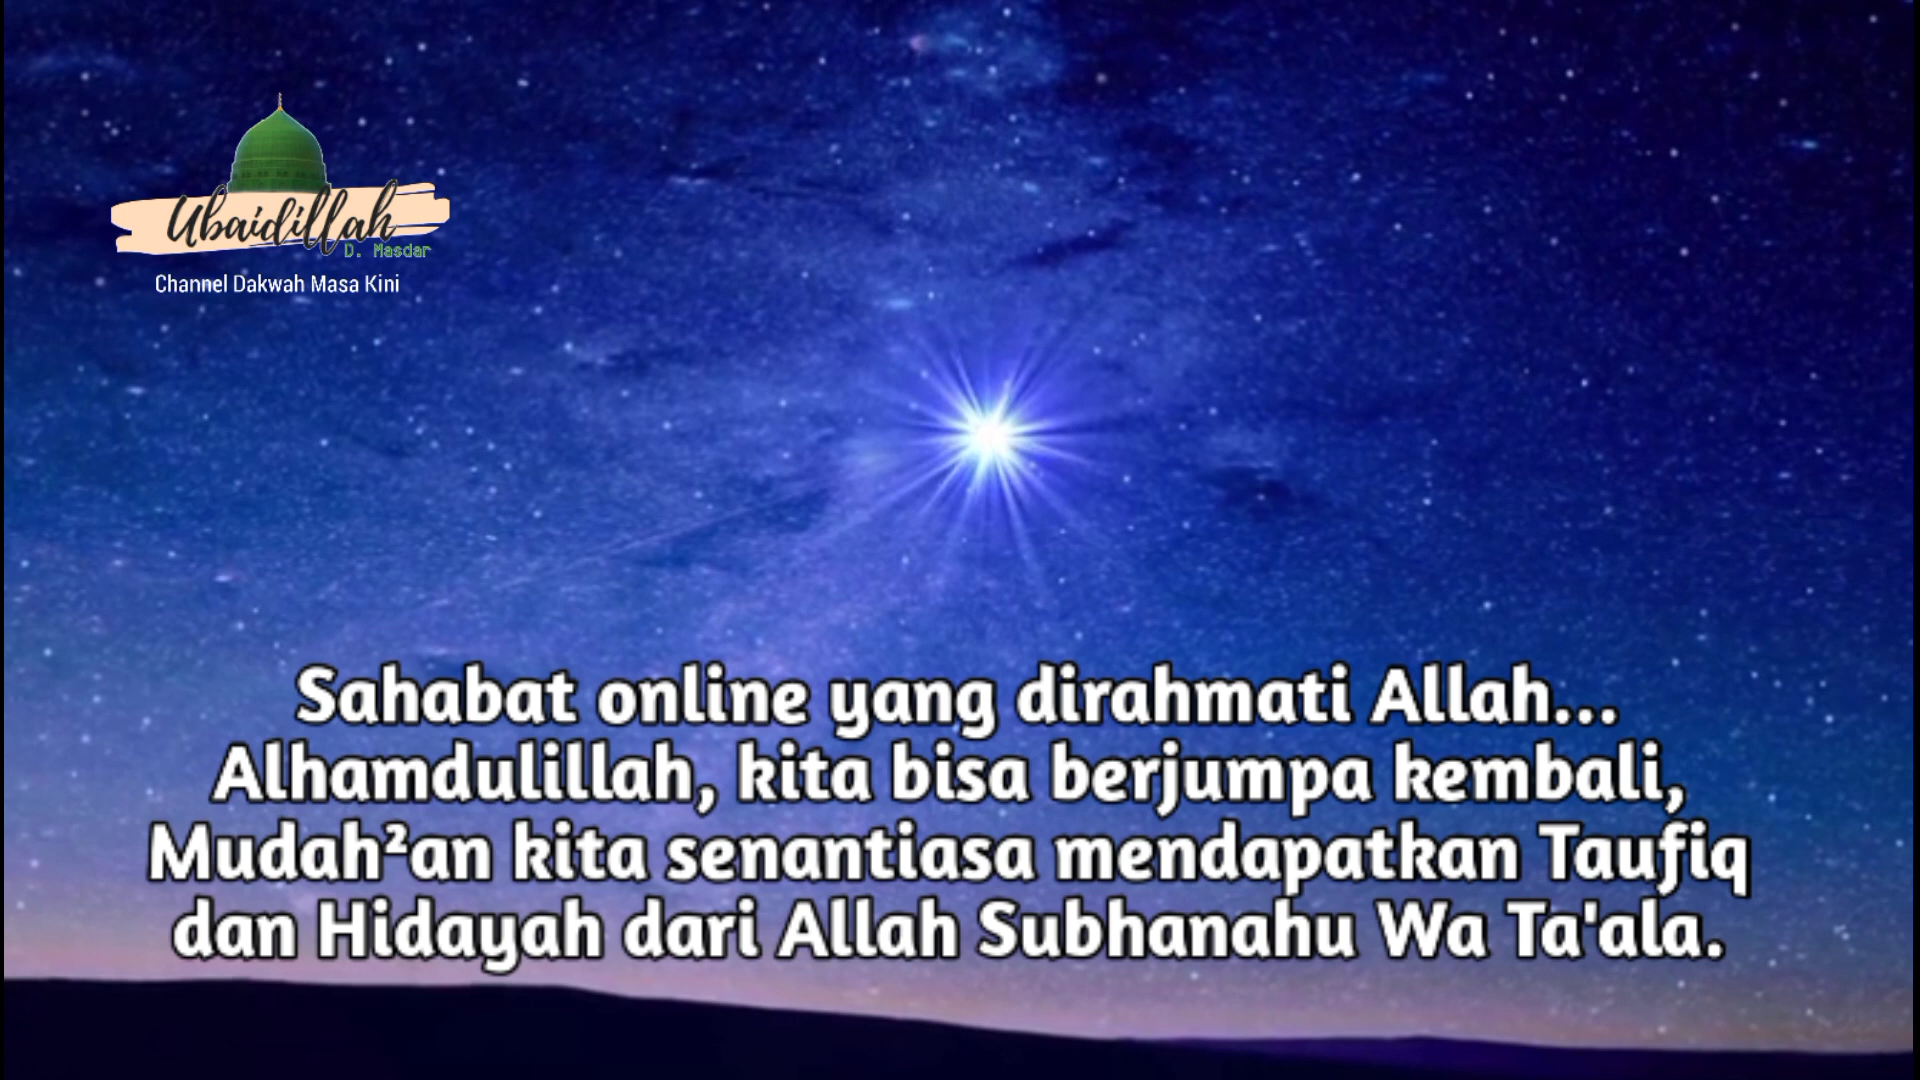 Ubaidillah
D. Masdar
Channel Dakwah Masa Kini
Sahabat online yang dirahmati Allah...
Alhamdulillah, kita bisa berjumpa kembali,
Mudah²an kita senantiasa mendapatkan Taufiq
dan Hidayah dari Allah Subhanahu Wa Ta'ala.